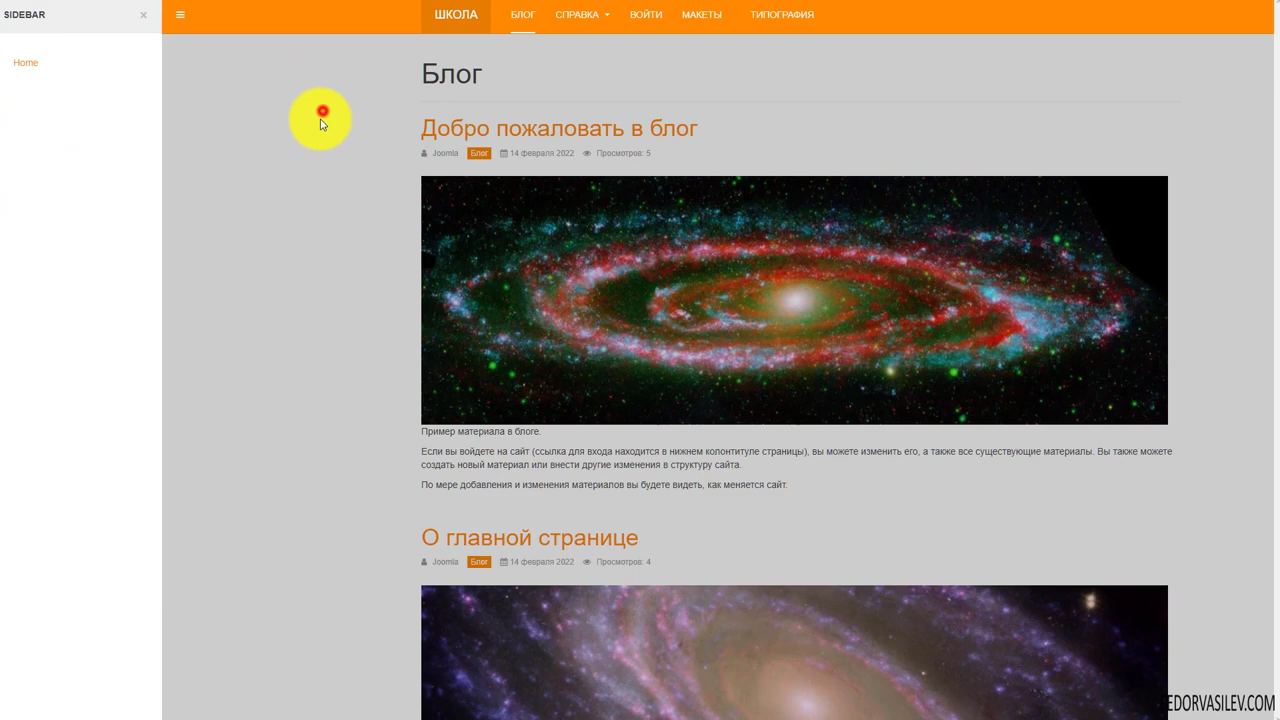 SIDEBAR ×
Home
ШКОЛА БЛОГ СПРАВКА ВОЙТИ МАКЕТЫ ТИПОГРАФИЯ
Блог
Добро пожаловать в блог
Joomla Блог 14 февраля 2022 Просмотров: 5
Пример материала в блоге.
Если вы войдете на сайт (ссылка для входа находится в нижнем колонтитуле страницы), вы можете изменить его, а также все существующие материалы. Вы также можете
создать новый материал или внести другие изменения в структуру сайта.
По мере добавления и изменения материалов вы будете видеть, как меняется сайт.
О главной странице
Joomla Блог 14 февраля 2022 Просмотров: 4
EDORVASILEV.COM